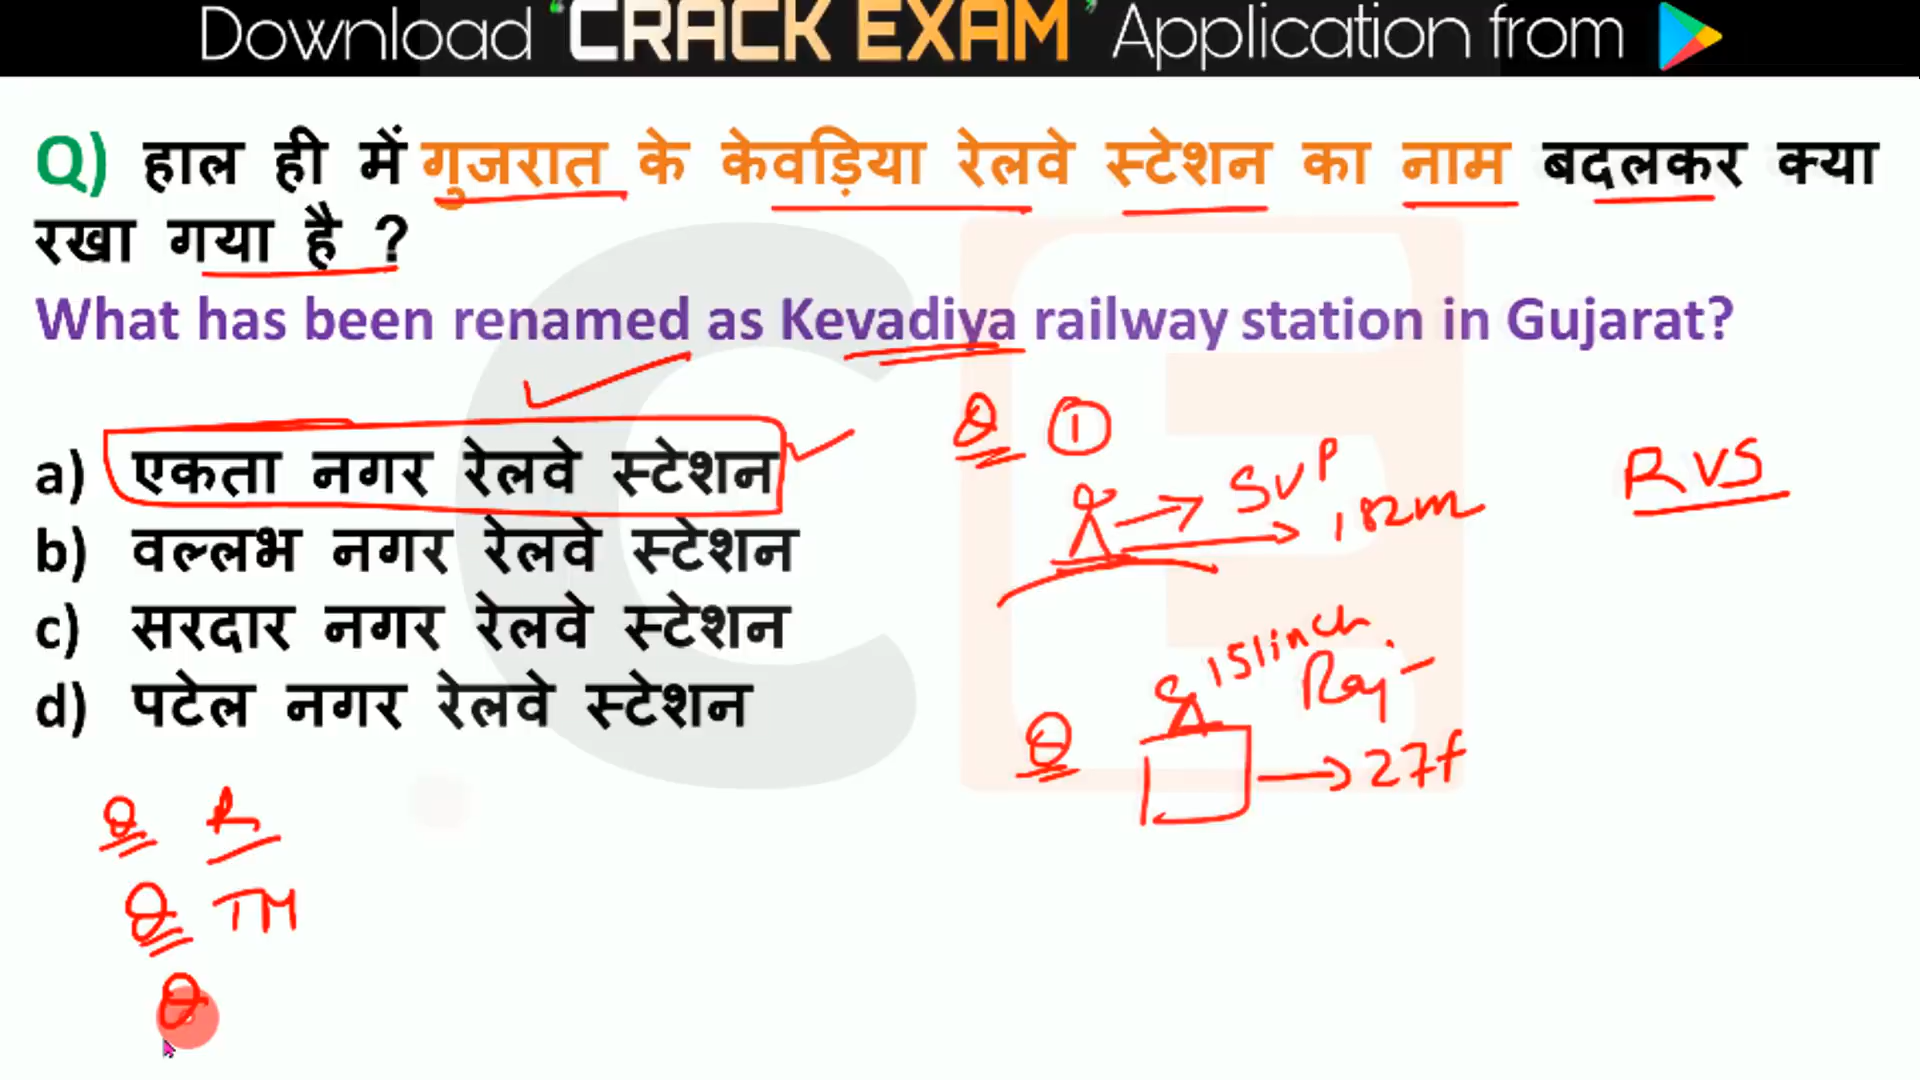 Download “CRACK EXAM” Application from
Q) हाल ही में गुजरात के केवड़िया रेलवे स्टेशन का नाम बदलकर क्या
रखा गया है ?
What has been renamed as Kevadiya railway station in Gujarat?
a) एकता नगर रेलवे स्टेशन
b) वल्लभ नगर रेलवे स्टेशन
c) सरदार नगर रेलवे स्टेशन
d) पटेल नगर रेलवे स्टेशन
Q 1
SVP
182m
RVS
151inch
Raj
Q
27f
Q R
Q TM
Q